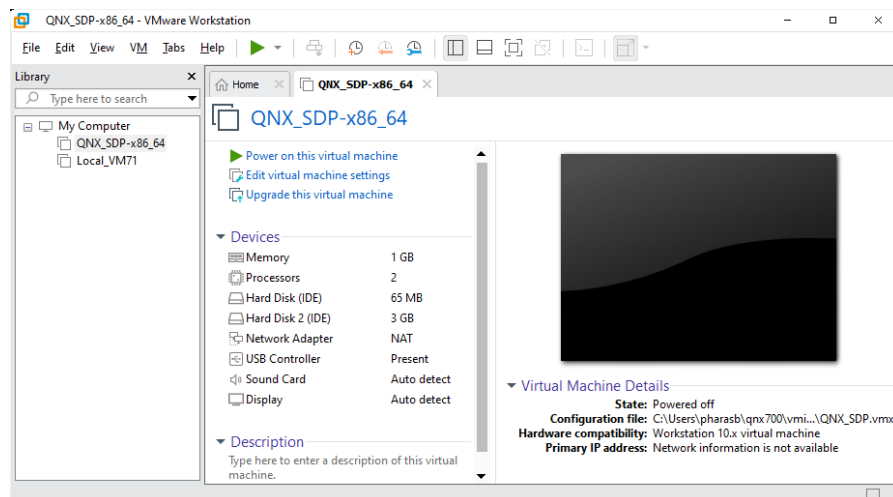 QNX_SDP-x86_64 - VMware Workstation
File Edit View VM Tabs Help
Library
Type here to search
My Computer
QNX_SDP-x86_64
Local_VM71
Home
QNX_SDP-x86_64
QNX_SDP-x86_64
Power on this virtual machine
Edit virtual machine settings
Upgrade this virtual machine
Devices
Memory 1 GB
Processors 2
Hard Disk (IDE) 65 MB
Hard Disk 2 (IDE) 3 GB
Network Adapter NAT
USB Controller Present
Sound Card Auto detect
Display Auto detect
Description
Type here to enter a description of this virtual
machine.
Virtual Machine Details
State: Powered off
Configuration file: C:\Users\pharasb\qnx700\vmi...\QNX_SDP.vmx
Hardware compatibility: Workstation 10.x virtual machine
Primary IP address: Network information is not available